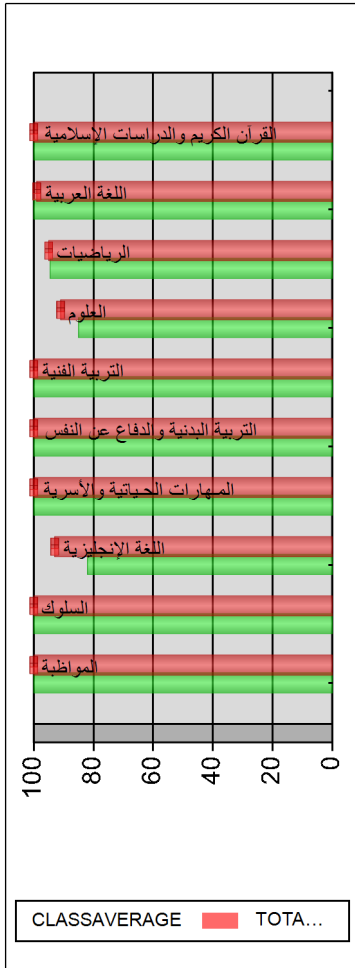 القرآن الكريم والدراسات الإسلامية
اللغة العربية
الرياضيات
العلوم
التربية الفنية
التربية البدنية والدفاع عن النفس
المهارات الحياتية والأسرية
اللغة الإنجليزية
السلوك
المواظبة
100 80 60 40 20 0
CLASSAVERAGE TOTA...